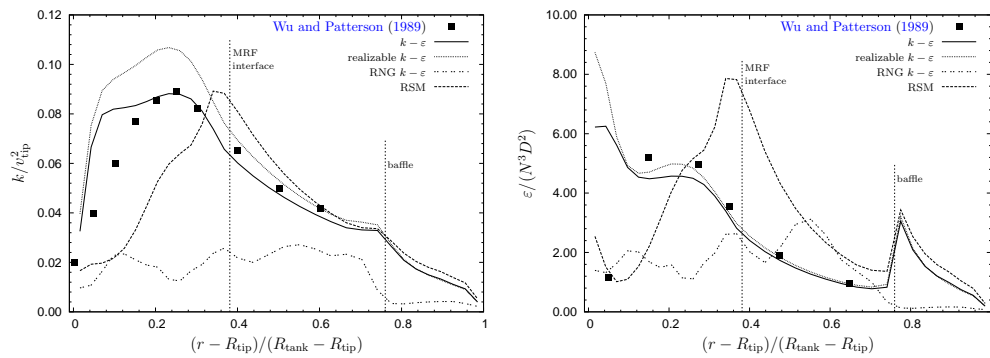 Wu and Patterson (1989)
k − ε
realizable k − ε
RNG k − ε
RSM
MRF
interface
baffle
k/v²tip
0.12
0.10
0.08
0.06
0.04
0.02
0.00
0 0.2 0.4 0.6 0.8 1
(r − Rtip)/(Rtank − Rtip)
Wu and Patterson (1989)
k − ε
realizable k − ε
RNG k − ε
RSM
MRF
interface
baffle
ε/(N³D²)
10.00
8.00
6.00
4.00
2.00
0.00
0 0.2 0.4 0.6 0.8
(r − Rtip)/(Rtank − Rtip)